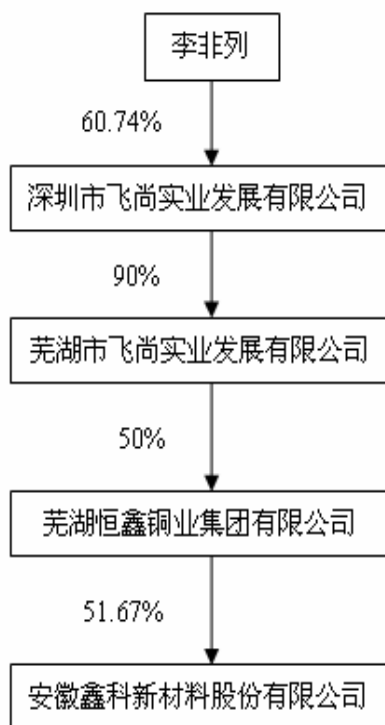 李非列
60.74%
深圳市飞尚实业发展有限公司
90%
芜湖市飞尚实业发展有限公司
50%
芜湖恒鑫铜业集团有限公司
51.67%
安徽鑫科新材料股份有限公司